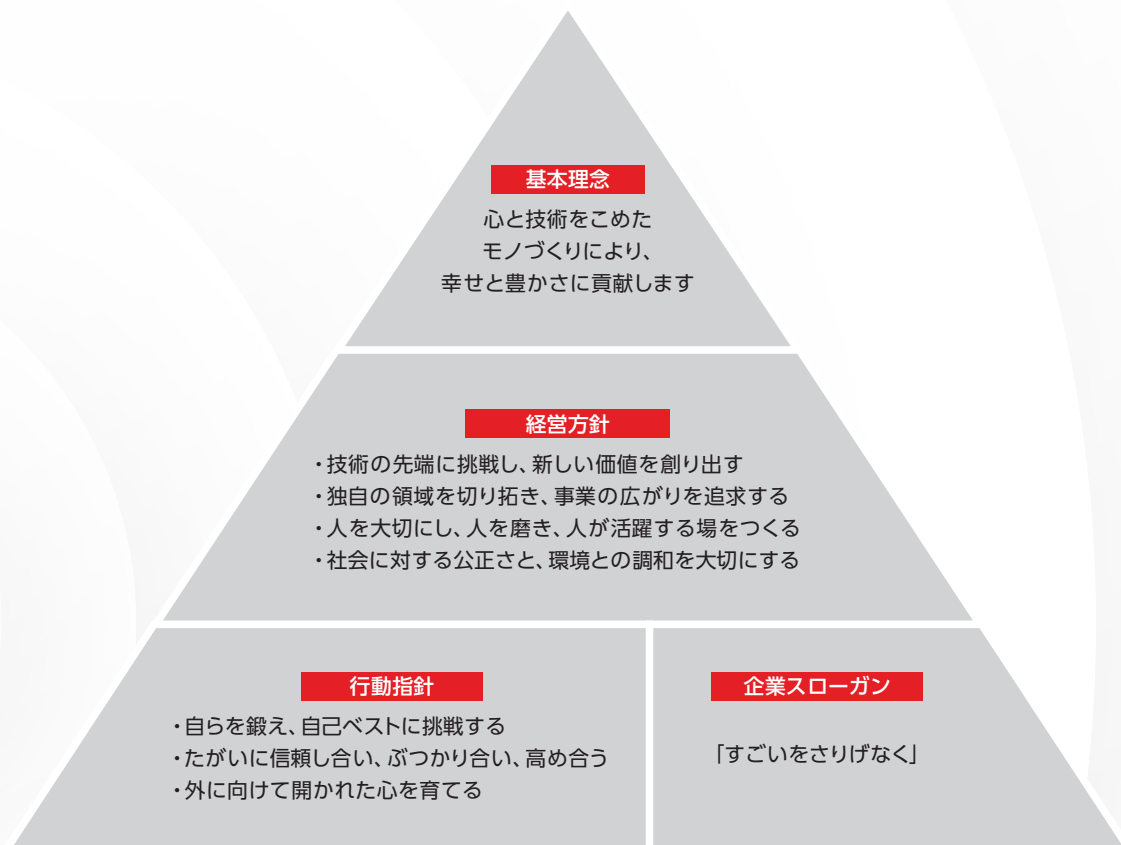 基本理念
心と技術をこめた
モノづくりにより、
幸せと豊かさに貢献します
経営方針
・技術の先端に挑戦し、新しい価値を創り出す
・独自の領域を切り拓き、事業の広がりを追求する
・人を大切にし、人を磨き、人が活躍する場をつくる
・社会に対する公正さと、環境との調和を大切にする
行動指針
・自らを鍛え、自己ベストに挑戦する
・たがいに信頼し合い、ぶつかり合い、高め合う
・外に向けて開かれた心を育てる
企業スローガン
「すごいをさりげなく」